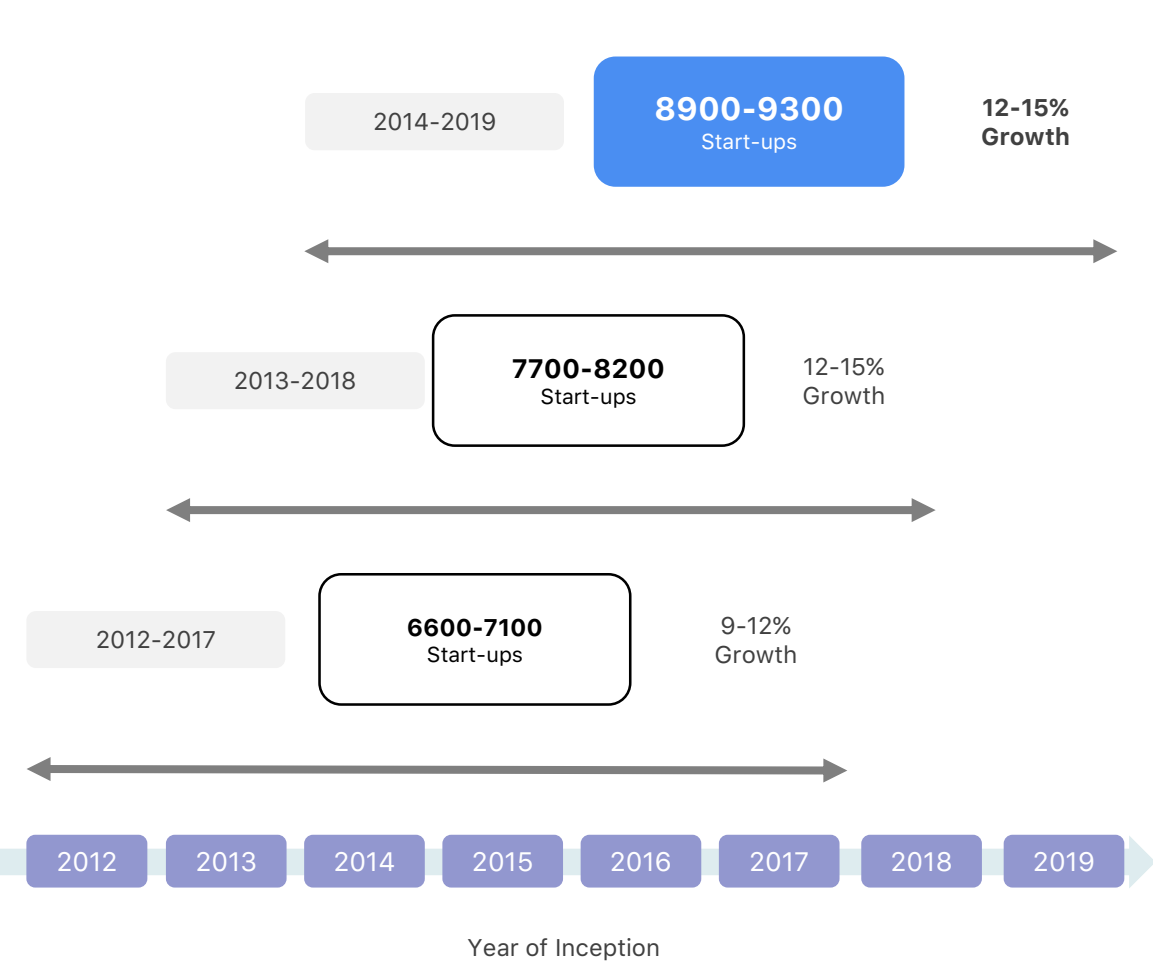 2014-2019
8900-9300
Start-ups
12-15%
Growth
2013-2018
7700-8200
Start-ups
12-15%
Growth
2012-2017
6600-7100
Start-ups
9-12%
Growth
2012 2013 2014 2015 2016 2017 2018 2019
Year of Inception